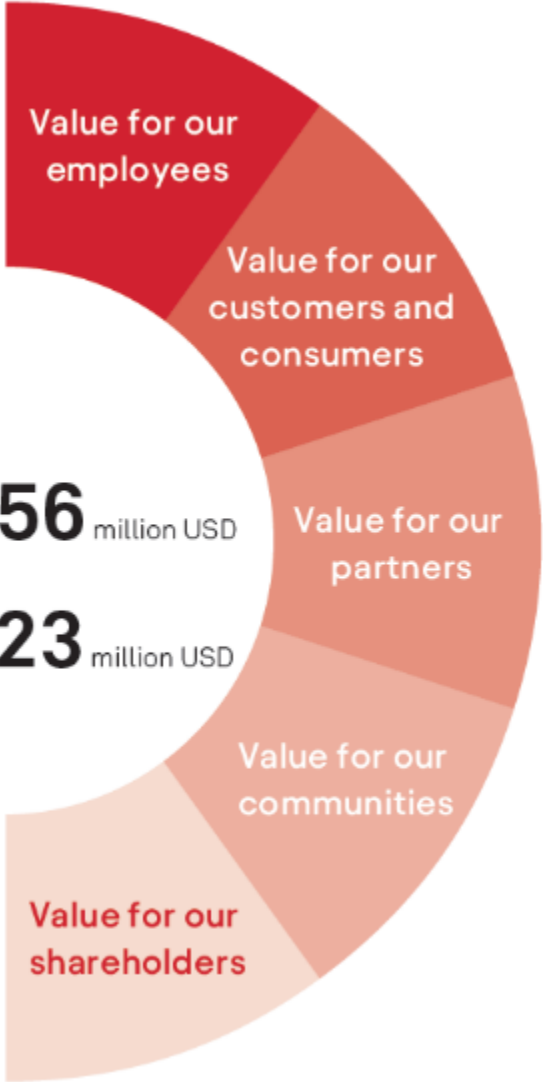 Value for our
employees
Value for our
customers and
consumers
56 million USD
Value for our
partners
23 million USD
Value for our
communities
Value for our
shareholders